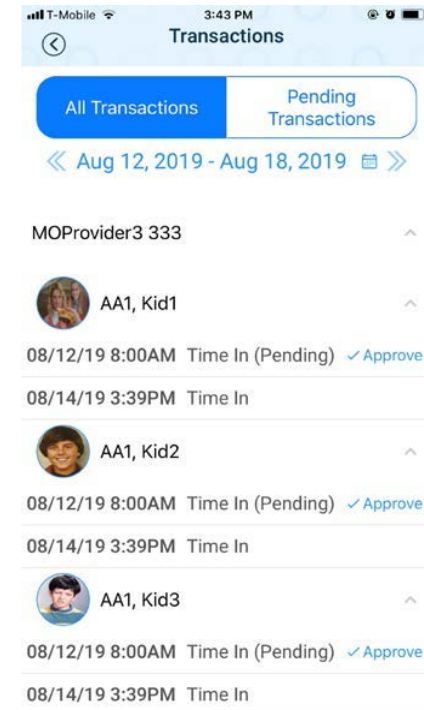 T-Mobile 3:43 PM
Transactions
All Transactions
Pending
Transactions
Aug 12, 2019 - Aug 18, 2019
MOProvider3 333
AA1, Kid1
08/12/19 8:00AM Time In (Pending) Approve
08/14/19 3:39PM Time In
AA1, Kid2
08/12/19 8:00AM Time In (Pending) Approve
08/14/19 3:39PM Time In
AA1, Kid3
08/12/19 8:00AM Time In (Pending) Approve
08/14/19 3:39PM Time In